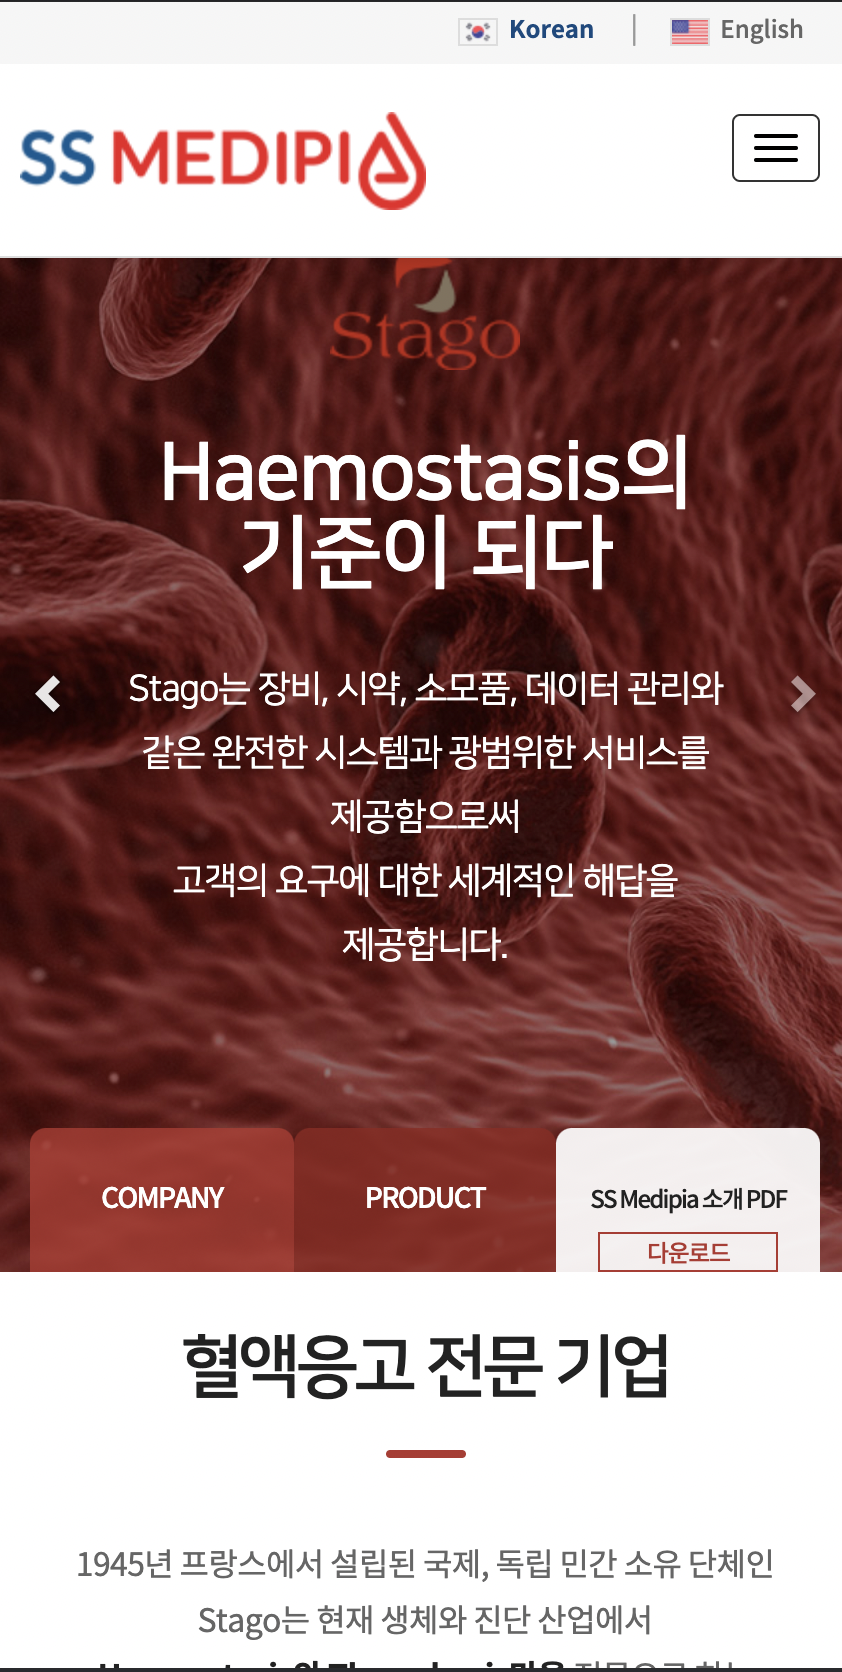 Korean | English
SS MEDIPIA
Stago
Haemostasis의
기준이 되다
Stago는 장비, 시약, 소모품, 데이터 관리와
같은 완전한 시스템과 광범위한 서비스를
제공함으로써
고객의 요구에 대한 세계적인 해답을
제공합니다.
COMPANY
PRODUCT
SS Medipia 소개 PDF
다운로드
혈액응고 전문 기업
1945년 프랑스에서 설립된 국제, 독립 민간 소유 단체인
Stago는 현재 생체와 진단 산업에서